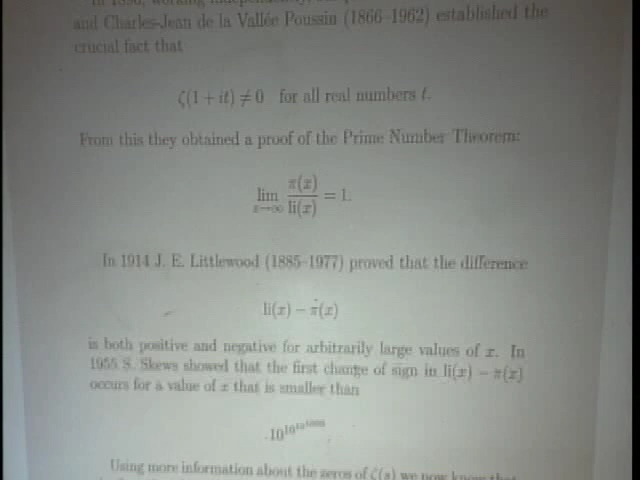 and Charles-Jean de la Vallée Poussin (1866–1962) established the
crucial fact that
ζ(1 + it) ≠ 0 for all real numbers t.
From this they obtained a proof of the Prime Number Theorem:
lim x→∞ π(x)/li(x) = 1.
In 1914 J. E. Littlewood (1885–1977) proved that the difference
li(x) − π(x)
is both positive and negative for arbitrarily large values of x. In
1955 S. Skews showed that the first change of sign in li(x) − π(x)
occurs for a value of x that is smaller than
Using more information about the zeros of ζ(s) we now know that